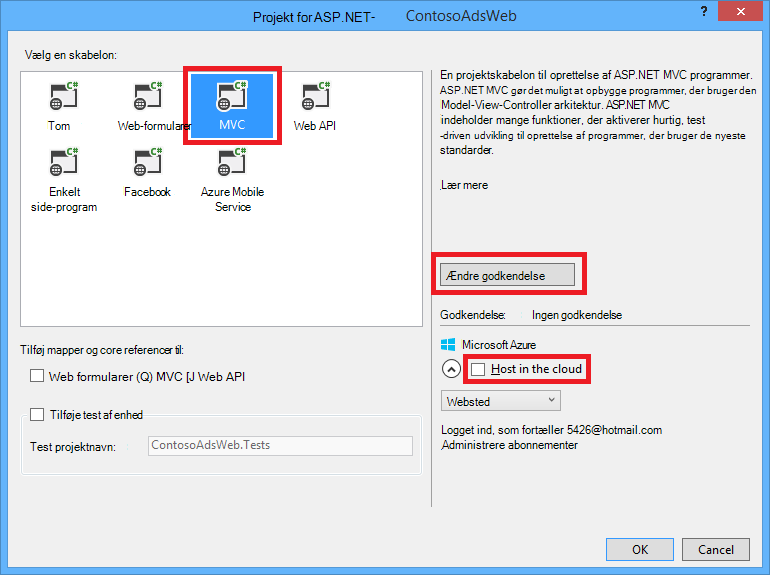 Projekt for ASP.NET- ContosoAdsWeb
? ×
Vælg en skabelon:
C# C# C# C#
Tom Web-formularer MVC Web API
C# C# C#
Enkelt Facebook Azure Mobile
side-program Service
En projektskabelon til oprettelse af ASP.NET MVC programmer.
ASP.NET MVC gør det muligt at opbygge programmer, der bruger den
Model-View-Controller arkitektur. ASP.NET MVC
indeholder mange funktioner, der aktiverer hurtig, test
-driven udvikling til oprettelse af programmer, der bruger de nyeste
standarder.
Lær mere
Ændre godkendelse
Godkendelse: Ingen godkendelse
Microsoft Azure
Host in the cloud
Websted
Logget ind, som fortæller 5426@hotmail.com
Administrere abonnementer
Tilføj mapper og core referencer til:
Web formularer (Q) MVC [J Web API
Tilføje test af enhed
Test projektnavn: ContosoAdsWeb.Tests
OK Cancel